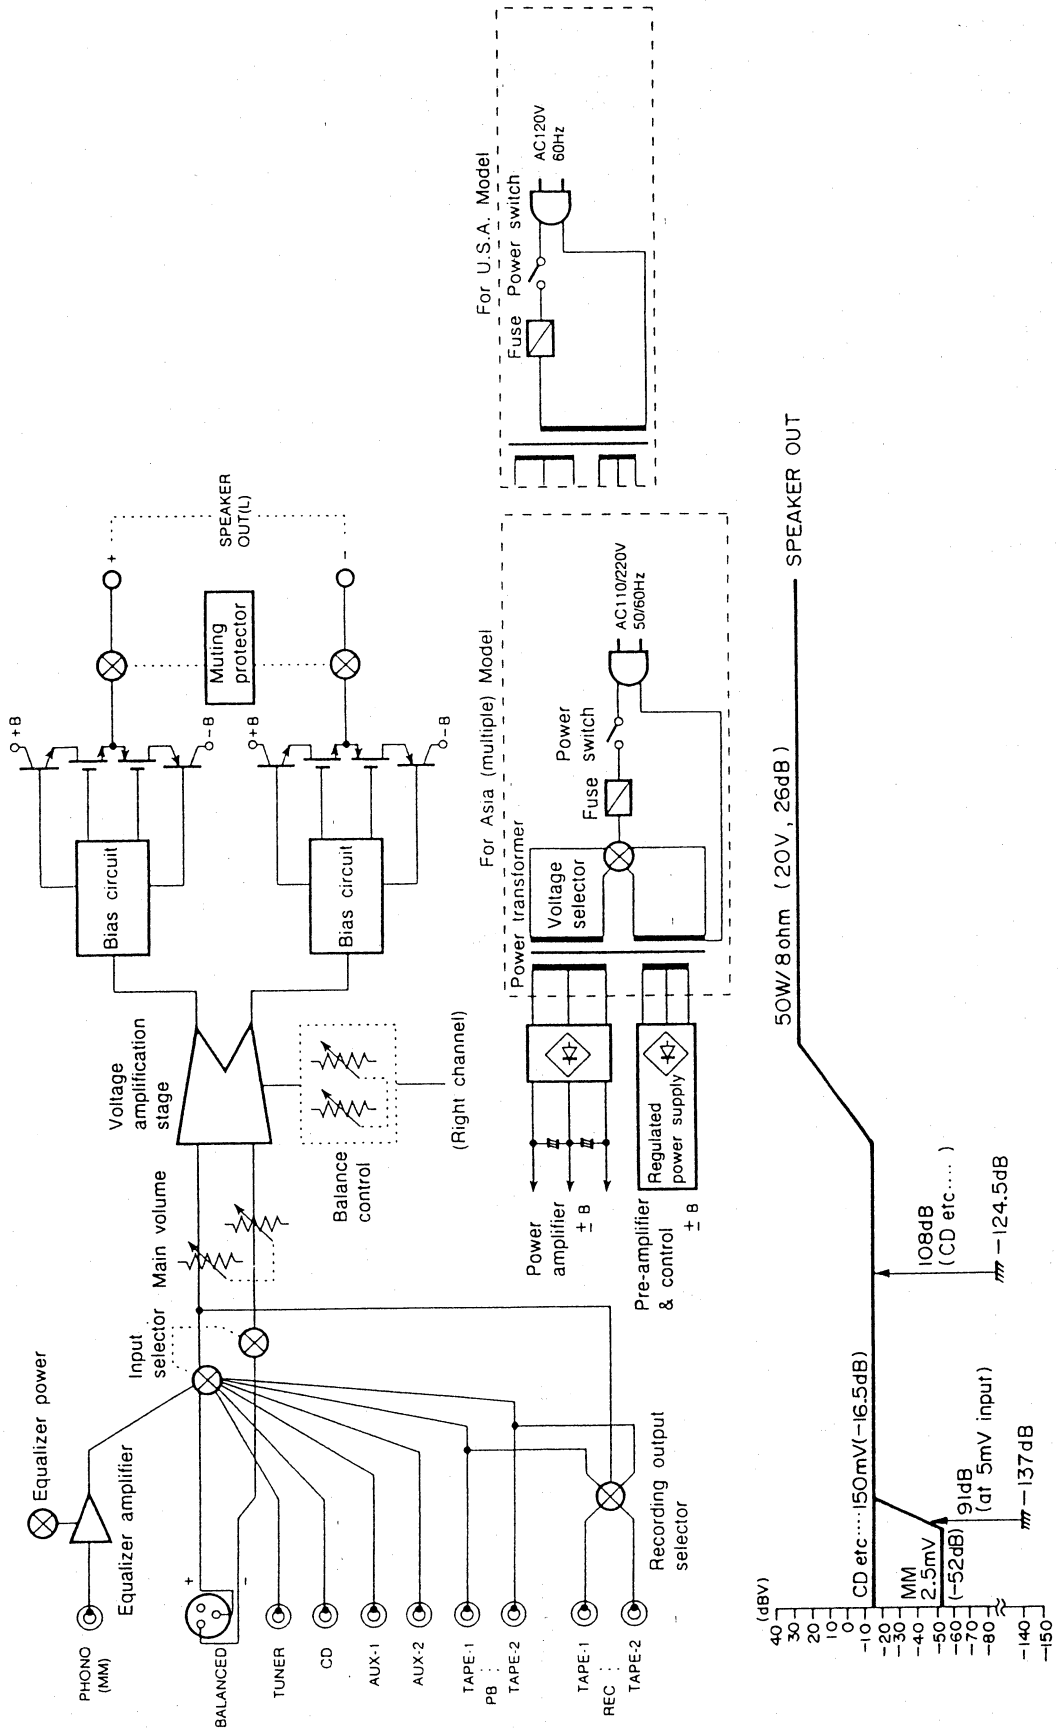 PHONO
(MM)
BALANCED
TUNER
CD
AUX-1
AUX-2
TAPE-1
PB :
TAPE-2
TAPE-1
REC :
TAPE-2
Equalizer power
Equalizer amplifier
+
-
Input
selector
Main volume
Recording output
selector
Voltage
amplification
stage
Balance
control
(Right channel)
Bias circuit
Bias circuit
+B
-B
+B
-B
Muting
protector
+
-
SPEAKER
OUT(L)
Power
amplifier
± B
Pre-amplifier
& control
± B
Regulated
power supply
For Asia (multiple) Model
Power transformer
Voltage
selector
Fuse
Power
switch
AC110/220V
50/60Hz
For U.S.A. Model
Fuse
Power switch
AC120V
60Hz
(dBV)
40
30
20
10
0
-10
-20
-30
-40
-50
-60
-70
-80
-140
-150
CD etc····150mV(-16.5dB)
MM
2.5mV
(-52dB)
91dB
(at 5mV input)
-137dB
108dB
(CD etc.···· )
-124.5dB
50W/8ohm (20V, 26dB)
SPEAKER OUT